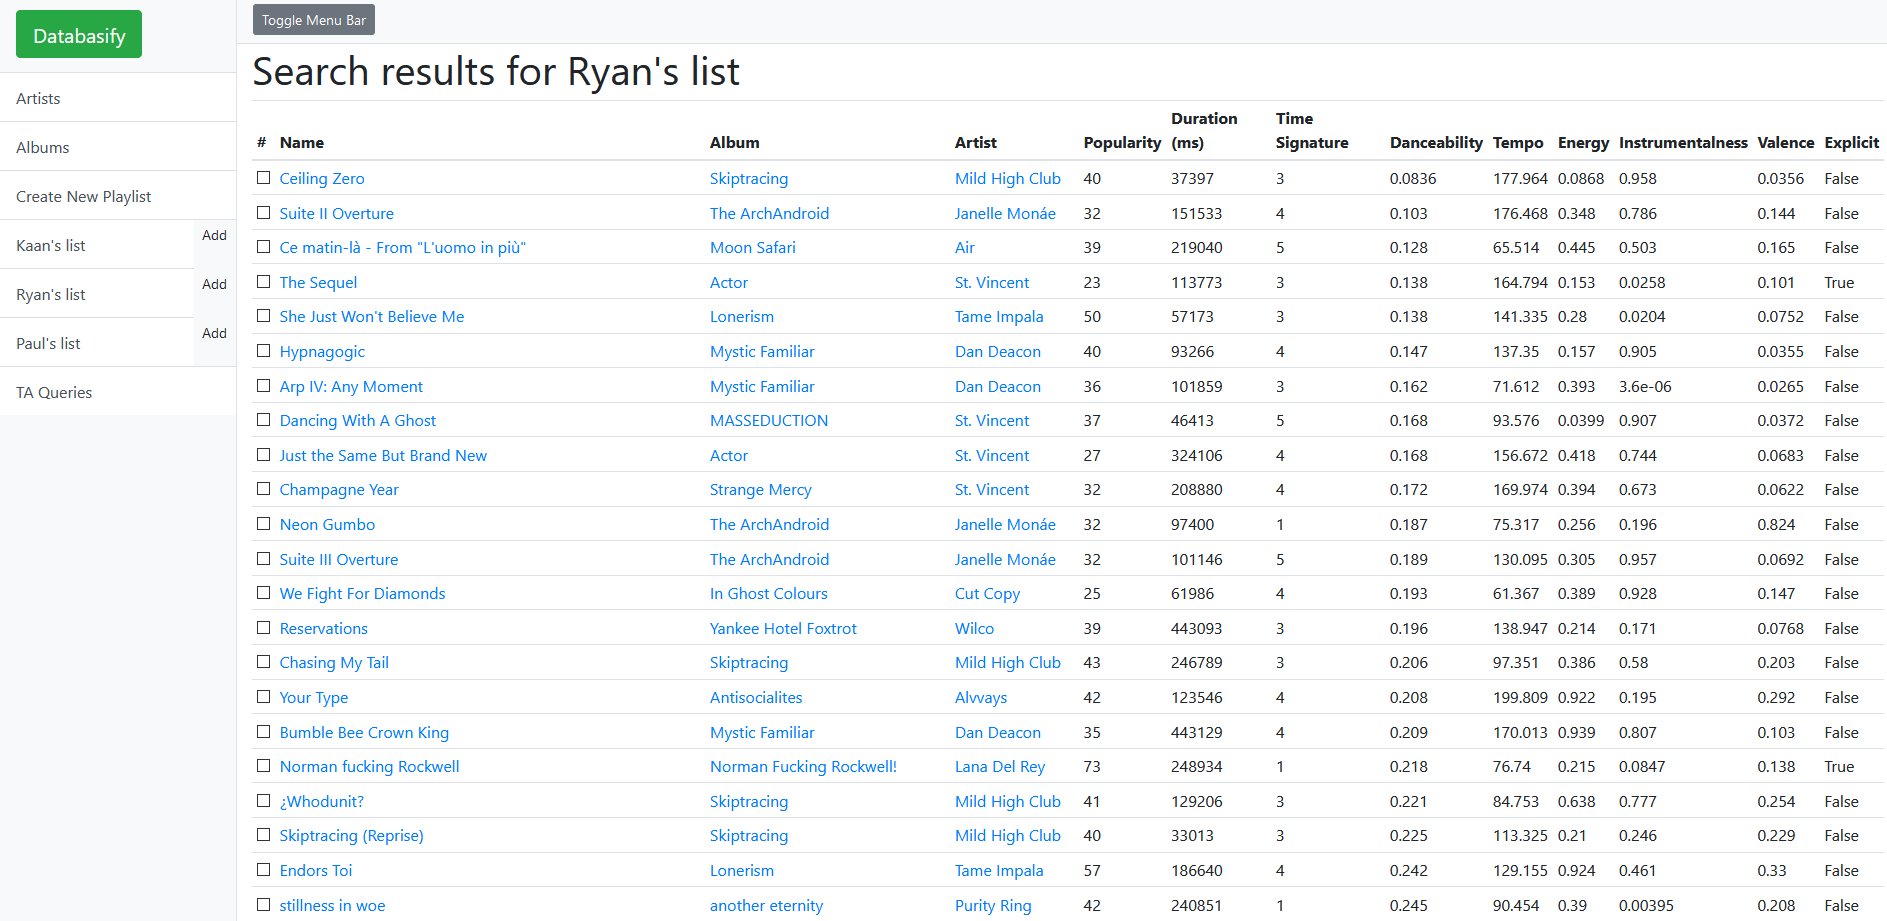 Databasify
Toggle Menu Bar
Artists
Albums
Create New Playlist
Kaan's list Add
Ryan's list Add
Paul's list Add
TA Queries
Search results for Ryan's list
# Name Album Artist Popularity Duration (ms) Time Signature Danceability Tempo Energy Instrumentalness Valence Explicit
Ceiling Zero Skiptracing Mild High Club 40 37397 3 0.0836 177.964 0.0868 0.958 0.0356 False
Suite II Overture The ArchAndroid Janelle Monáe 32 151533 4 0.103 176.468 0.348 0.786 0.144 False
Ce matin-là - From "L'uomo in più" Moon Safari Air 39 219040 5 0.128 65.514 0.445 0.503 0.165 False
The Sequel Actor St. Vincent 23 113773 3 0.138 164.794 0.153 0.0258 0.101 True
She Just Won't Believe Me Lonerism Tame Impala 50 57173 3 0.138 141.335 0.28 0.0204 0.0752 False
Hypnagogic Mystic Familiar Dan Deacon 40 93266 4 0.147 137.35 0.157 0.905 0.0355 False
Arp IV: Any Moment Mystic Familiar Dan Deacon 36 101859 3 0.162 71.612 0.393 3.6e-06 0.0265 False
Dancing With A Ghost MASSEDUCTION St. Vincent 37 46413 5 0.168 93.576 0.0399 0.907 0.0372 False
Just the Same But Brand New Actor St. Vincent 27 324106 4 0.168 156.672 0.418 0.744 0.0683 False
Champagne Year Strange Mercy St. Vincent 32 208880 4 0.172 169.974 0.394 0.673 0.0622 False
Neon Gumbo The ArchAndroid Janelle Monáe 32 97400 1 0.187 75.317 0.256 0.196 0.824 False
Suite III Overture The ArchAndroid Janelle Monáe 32 101146 5 0.189 130.095 0.305 0.957 0.0692 False
We Fight For Diamonds In Ghost Colours Cut Copy 25 61986 4 0.193 61.367 0.389 0.928 0.147 False
Reservations Yankee Hotel Foxtrot Wilco 39 443093 3 0.196 138.947 0.214 0.171 0.0768 False
Chasing My Tail Skiptracing Mild High Club 43 246789 3 0.206 97.351 0.386 0.58 0.203 False
Your Type Antisocialites Alvvays 42 123546 4 0.208 199.809 0.922 0.195 0.292 False
Bumble Bee Crown King Mystic Familiar Dan Deacon 35 443129 4 0.209 170.013 0.939 0.807 0.103 False
Norman fucking Rockwell Norman Fucking Rockwell! Lana Del Rey 73 248934 1 0.218 76.74 0.215 0.0847 0.138 True
¿Whodunit? Skiptracing Mild High Club 41 129206 3 0.221 84.753 0.638 0.777 0.254 False
Skiptracing (Reprise) Skiptracing Mild High Club 40 33013 3 0.225 113.325 0.21 0.246 0.229 False
Endors Toi Lonerism Tame Impala 57 186640 4 0.242 129.155 0.924 0.461 0.33 False
stillness in woe another eternity Purity Ring 42 240851 1 0.245 90.454 0.39 0.00395 0.208 False